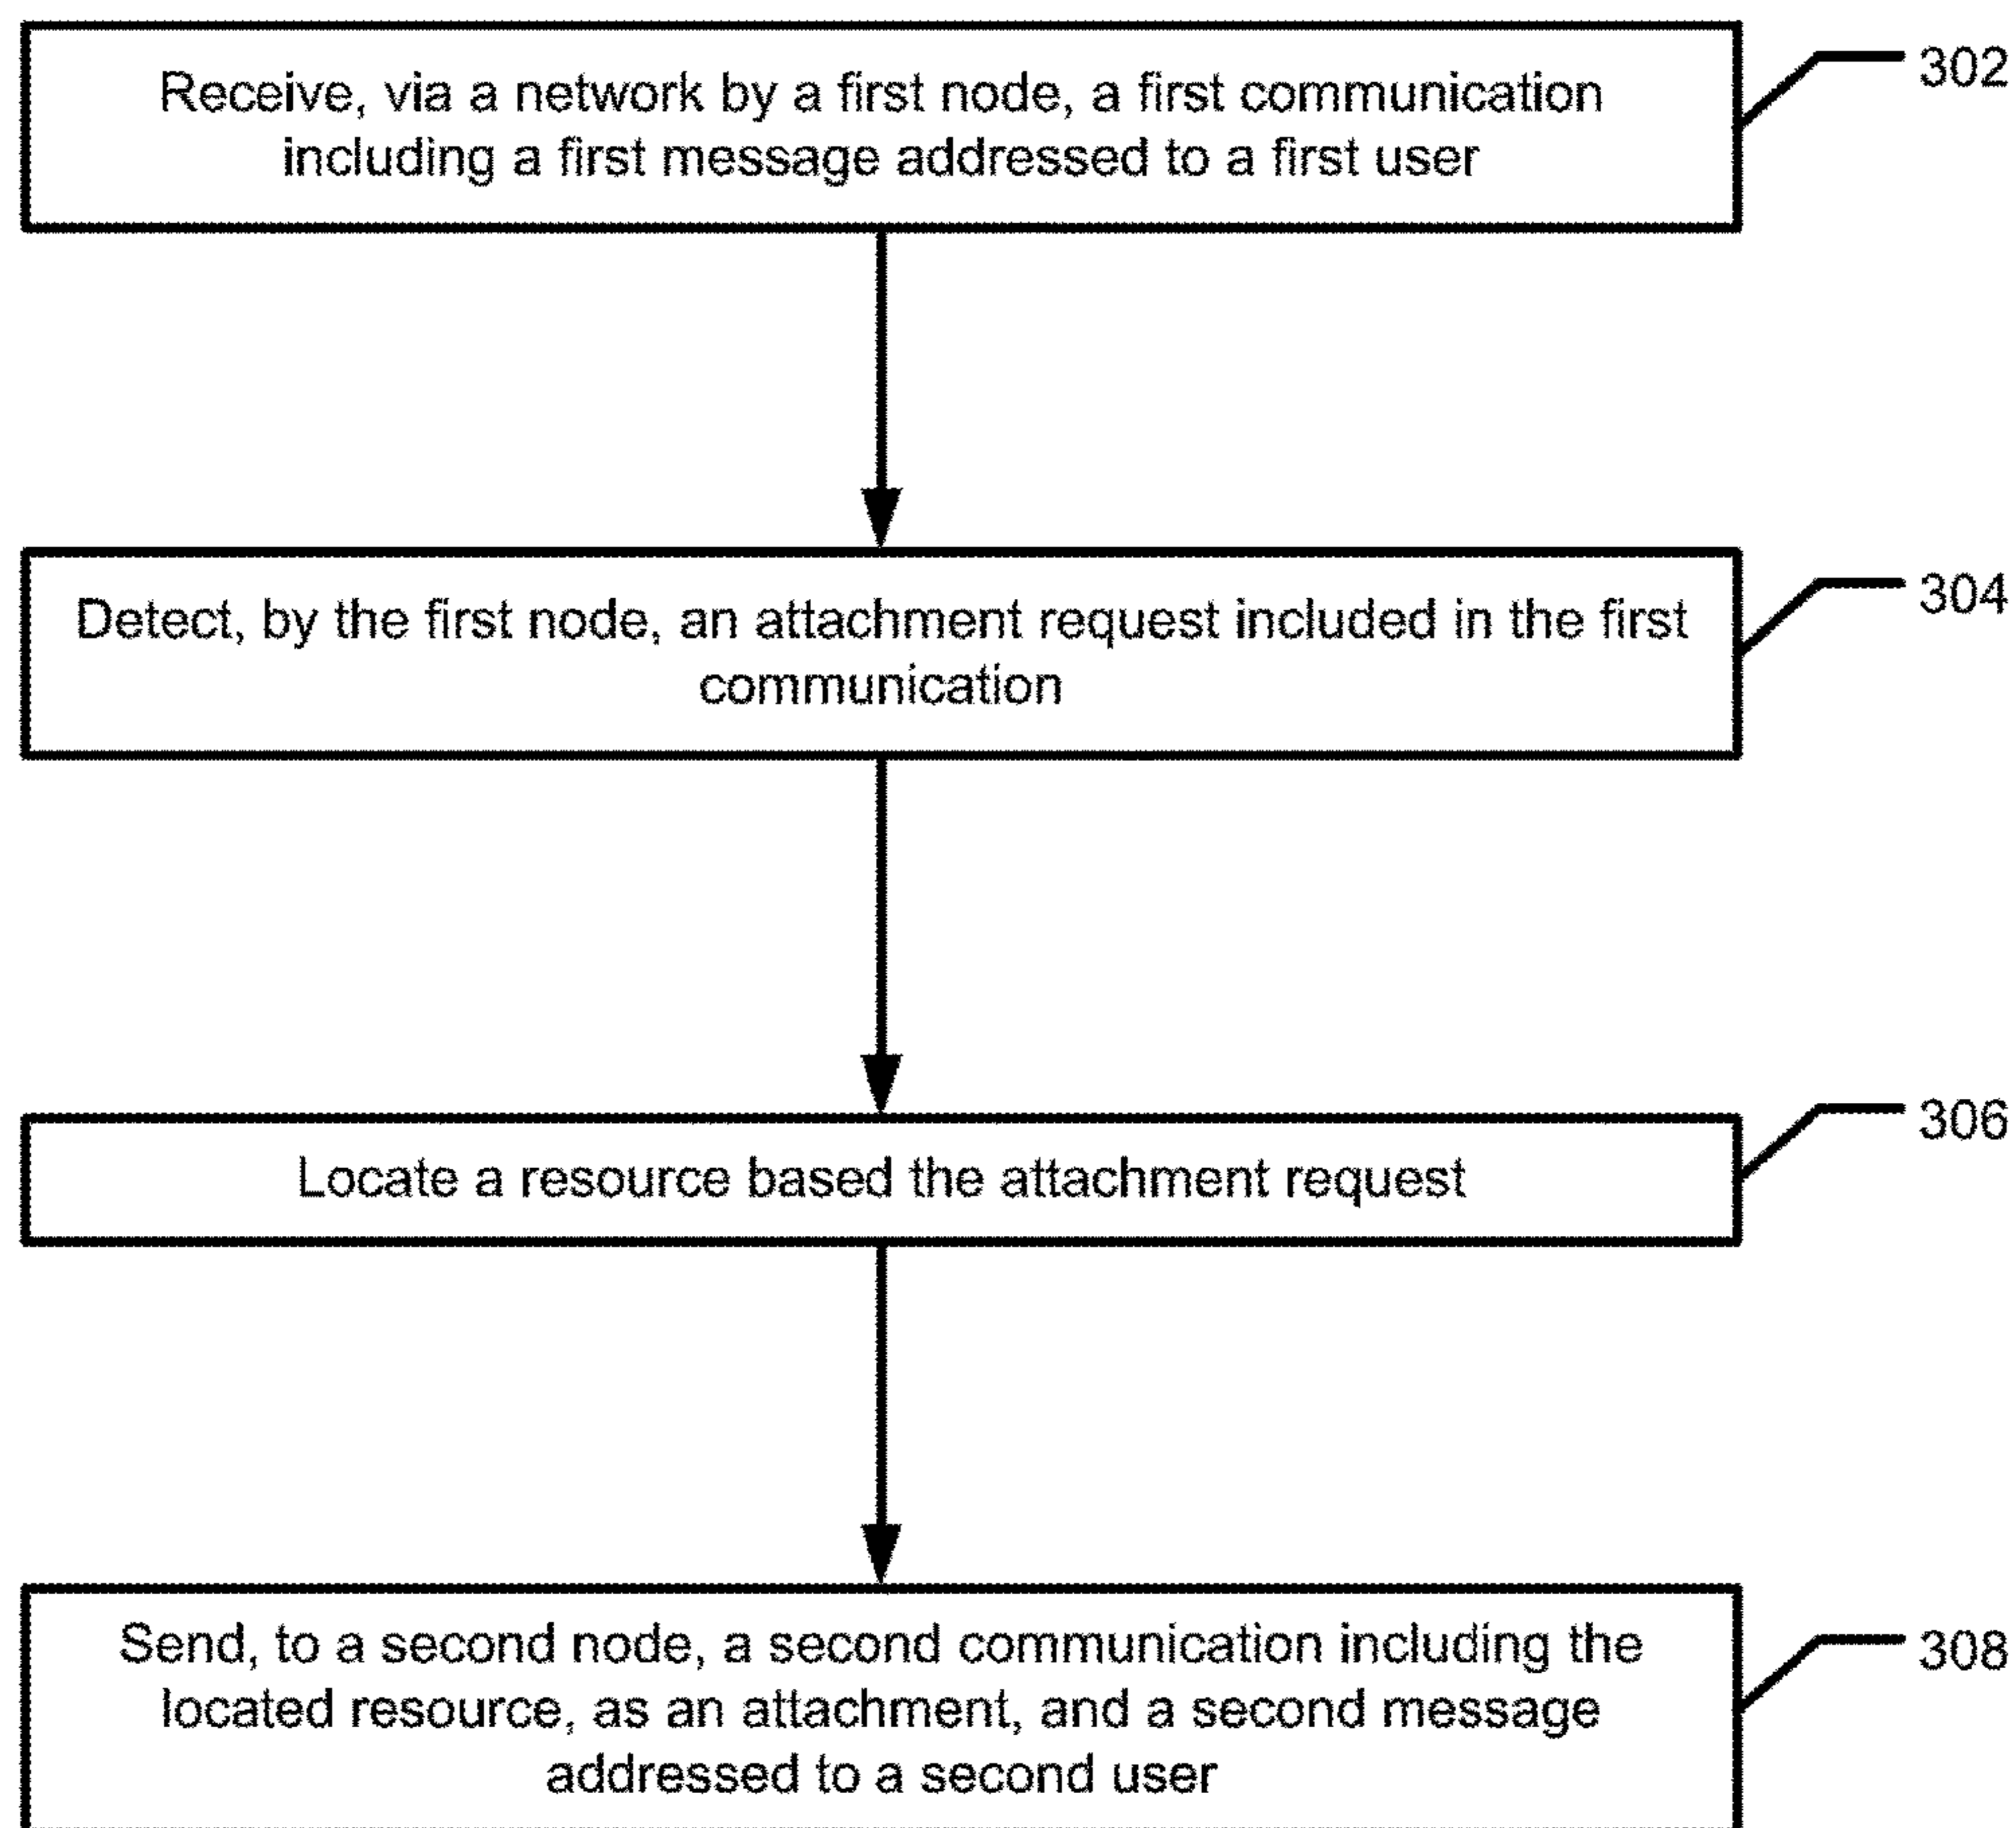 Receive, via a network by a first node, a first communication
including a first message addressed to a first user
302
Detect, by the first node, an attachment request included in the first
communication
304
Locate a resource based the attachment request
306
Send, to a second node, a second communication including the
located resource, as an attachment, and a second message
addressed to a second user
308